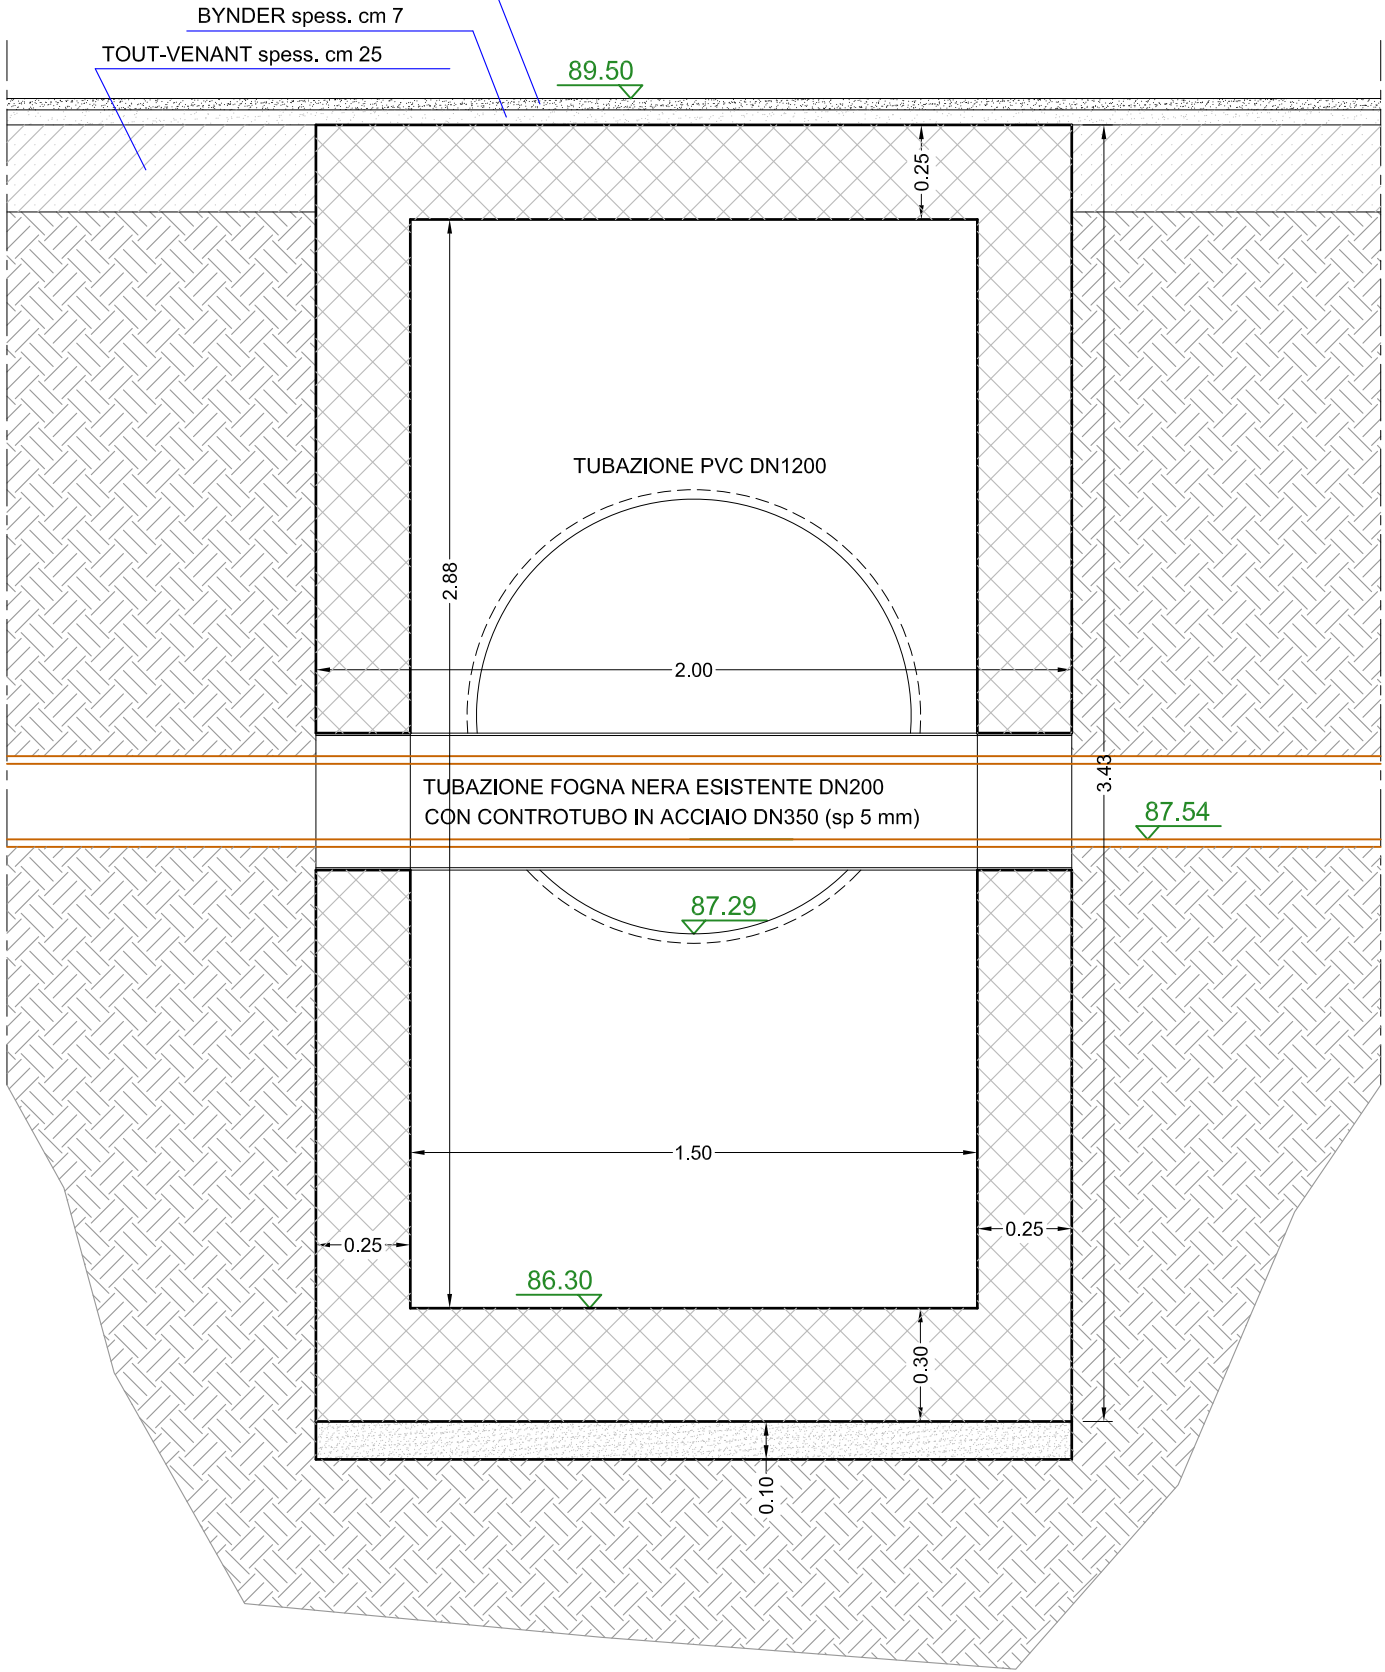 BYNDER spess. cm 7
TOUT-VENANT spess. cm 25
89.50
0.25
TUBAZIONE PVC DN1200
2.88
2.00
3.43
TUBAZIONE FOGNA NERA ESISTENTE DN200
CON CONTROTUBO IN ACCIAIO DN350 (sp 5 mm)
87.54
87.29
1.50
0.25
0.25
86.30
0.30
0.10